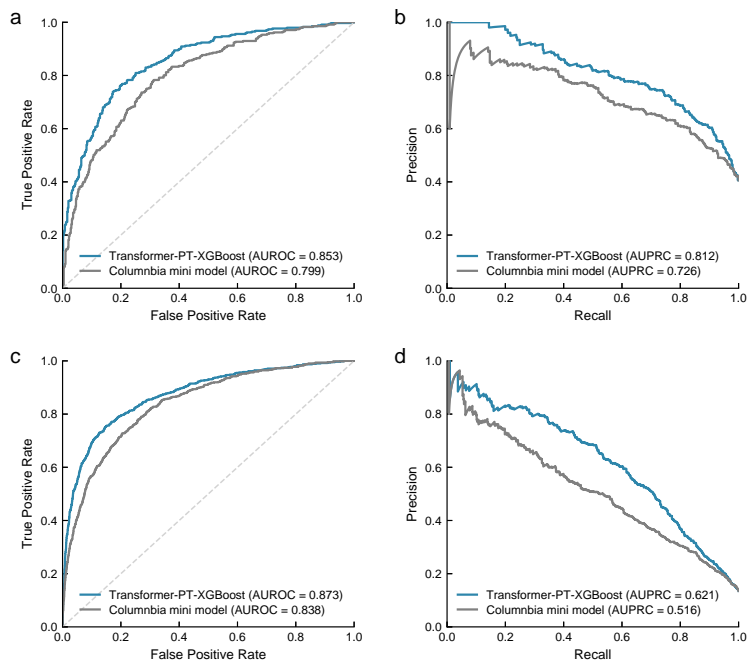 a
1.0
0.8
0.6
0.4
0.2
0.0
True Positive Rate
Transformer-PT-XGBoost (AUROC = 0.853)
Columnbia mini model (AUROC = 0.799)
0.0 0.2 0.4 0.6 0.8 1.0
False Positive Rate
b
1.0
0.8
0.6
0.4
0.2
0.0
Precision
Transformer-PT-XGBoost (AUPRC = 0.812)
Columnbia mini model (AUPRC = 0.726)
0.0 0.2 0.4 0.6 0.8 1.0
Recall
c
1.0
0.8
0.6
0.4
0.2
0.0
True Positive Rate
Transformer-PT-XGBoost (AUROC = 0.873)
Columnbia mini model (AUROC = 0.838)
0.0 0.2 0.4 0.6 0.8 1.0
False Positive Rate
d
1.0
0.8
0.6
0.4
0.2
0.0
Precision
Transformer-PT-XGBoost (AUPRC = 0.621)
Columnbia mini model (AUPRC = 0.516)
0.0 0.2 0.4 0.6 0.8 1.0
Recall